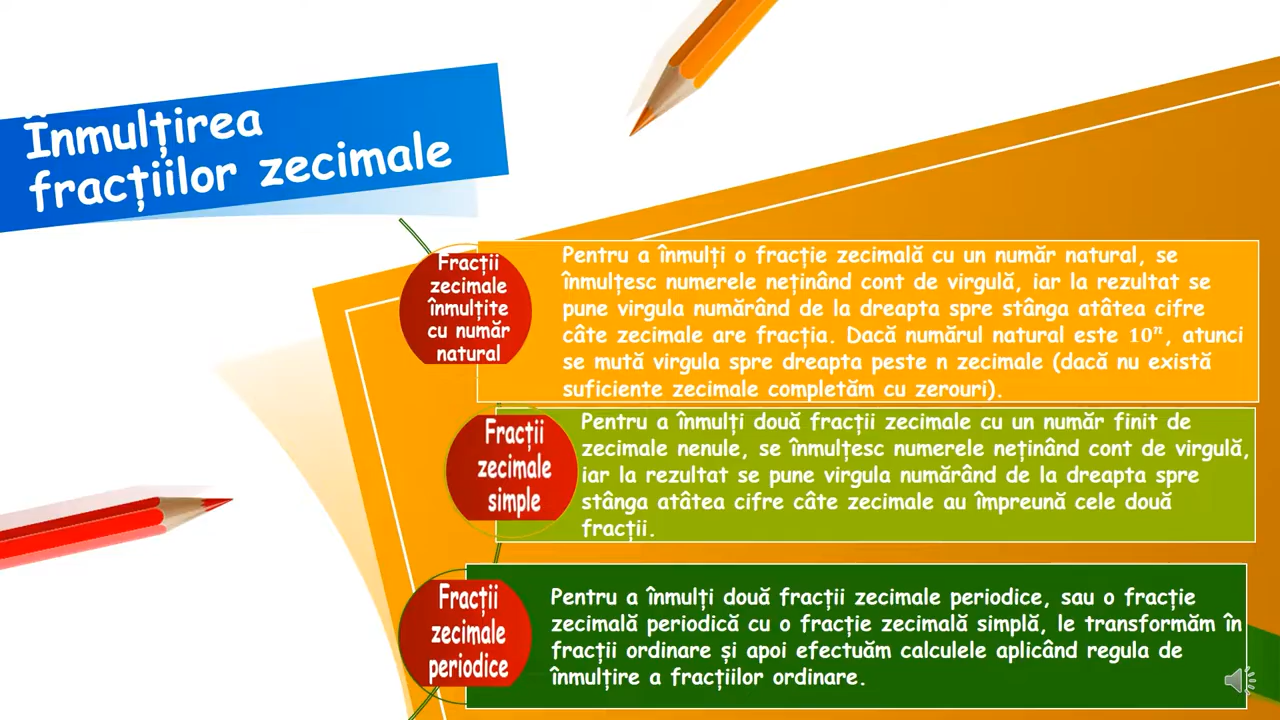 Înmulțirea
fracțiilor zecimale
Fracții
zecimale
înmulțite
cu număr
natural
Pentru a înmulți o fracție zecimală cu un număr natural, se
înmulțesc numerele neținând cont de virgulă, iar la rezultat se
pune virgula numărând de la dreapta spre stânga atâtea cifre
câte zecimale are fracția. Dacă numărul natural este 10ⁿ, atunci
se mută virgula spre dreapta peste n zecimale (dacă nu există
suficiente zecimale completăm cu zerouri).
Fracții
zecimale
simple
Pentru a înmulți două fracții zecimale cu un număr finit de
zecimale nenule, se înmulțesc numerele neținând cont de virgulă,
iar la rezultat se pune virgula numărând de la dreapta spre
stânga atâtea cifre câte zecimale au împreună cele două
fracții.
Fracții
zecimale
periodice
Pentru a înmulți două fracții zecimale periodice, sau o fracție
zecimală periodică cu o fracție zecimală simplă, le transformăm în
fracții ordinare și apoi efectuăm calculele aplicând regula de
înmulțire a fracțiilor ordinare.